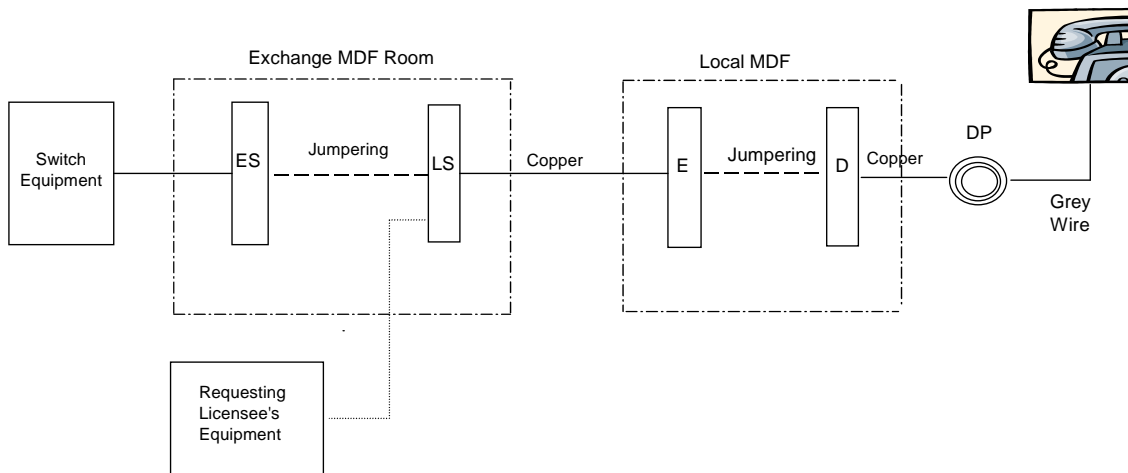 Exchange MDF Room
Local MDF
Switch
Equipment
ES
Jumpering
LS
Copper
E
Jumpering
D
Copper
DP
Grey
Wire
Requesting
Licensee's
Equipment